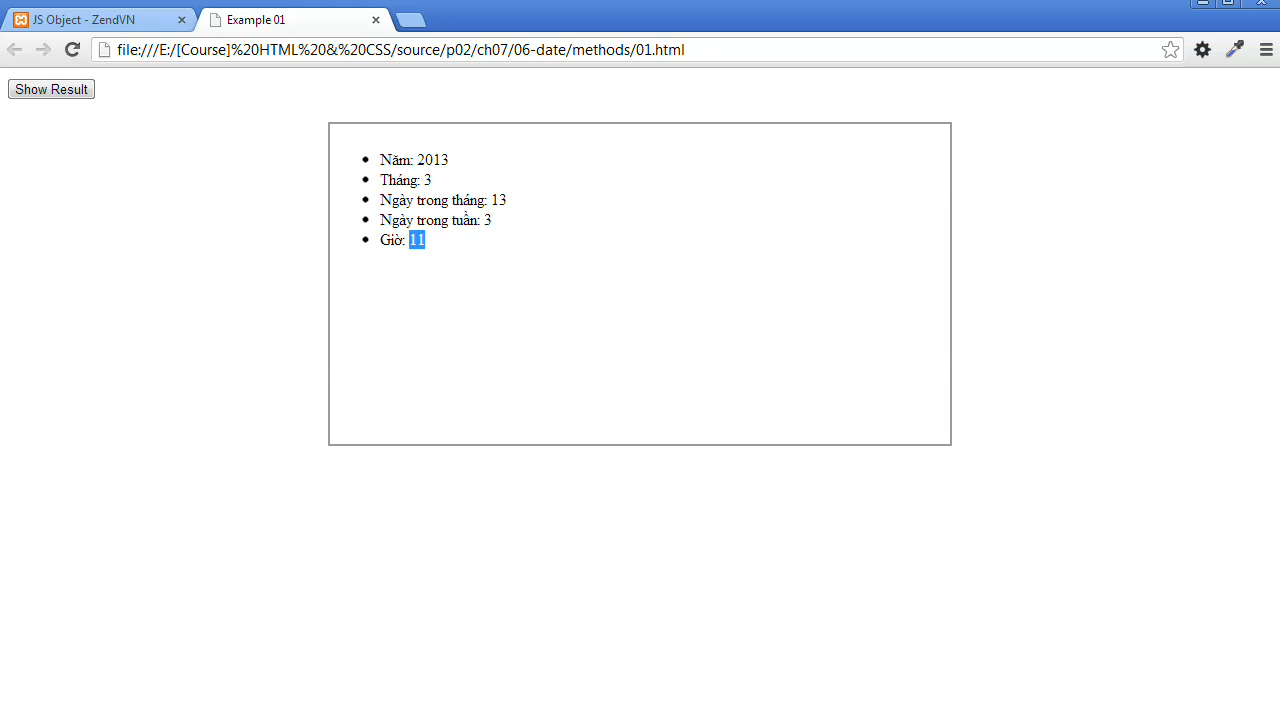 JS Object - ZendVN
Example 01
file:///E:/[Course]%20HTML%20&%20CSS/source/p02/ch07/06-date/methods/01.html
Show Result
Năm: 2013
Tháng: 3
Ngày trong tháng: 13
Ngày trong tuần: 3
Giờ: 11